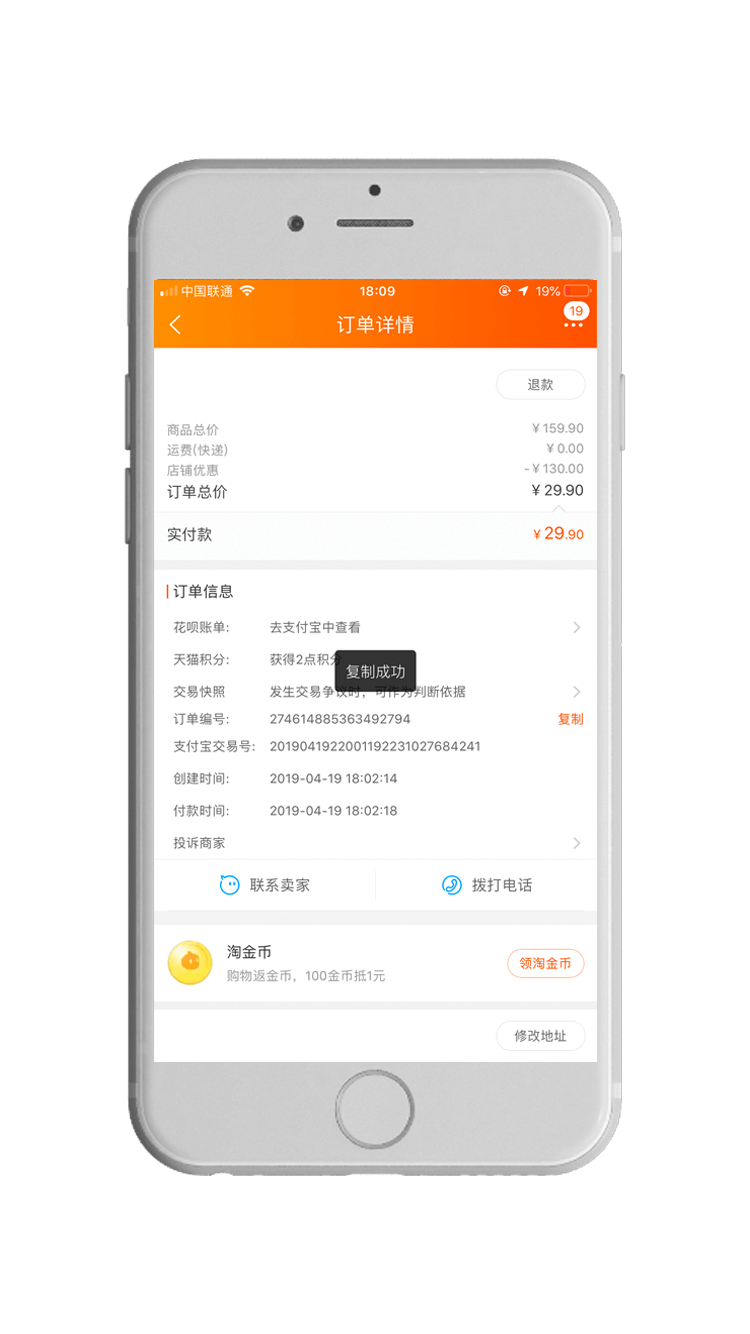 中国联通 18:09 19%
订单详情 19
退款
商品总价 ¥159.90
运费(快递) ¥0.00
店铺优惠 -¥130.00
订单总价 ¥29.90
实付款 ¥29.90
订单信息
花呗账单: 去支付宝中查看
天猫积分: 获得2点积分
复制成功
交易快照 发生交易争议时，可作为判断依据
订单编号: 274614885363492794 复制
支付宝交易号: 2019041922001192231027684241
创建时间: 2019-04-19 18:02:14
付款时间: 2019-04-19 18:02:18
投诉商家
联系卖家 拨打电话
淘金币
购物返金币，100金币抵1元 领淘金币
修改地址